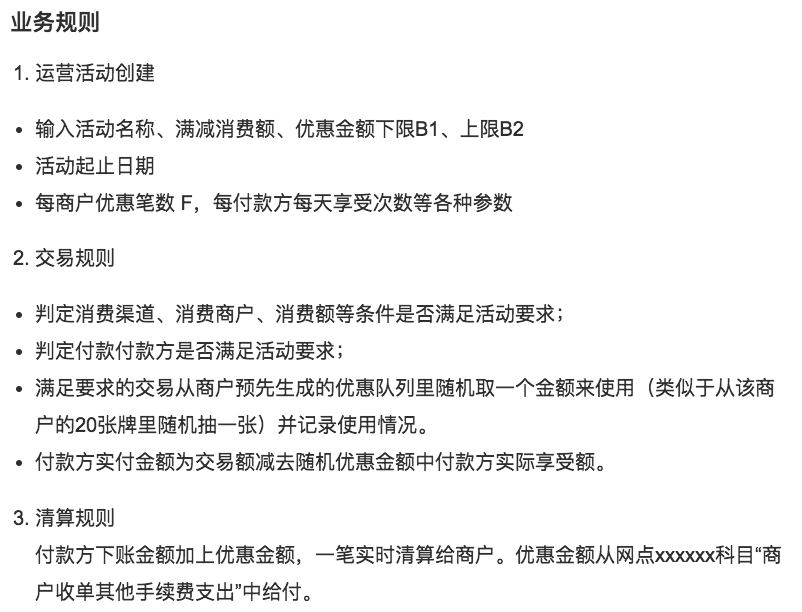 业务规则
1. 运营活动创建
• 输入活动名称、满减消费额、优惠金额下限B1、上限B2
• 活动起止日期
• 每商户优惠笔数 F，每付款方每天享受次数等各种参数
2. 交易规则
• 判定消费渠道、消费商户、消费额等条件是否满足活动要求；
• 判定付款付款方是否满足活动要求；
• 满足要求的交易从商户预先生成的优惠队列里随机取一个金额来使用（类似于从该商
户的20张牌里随机抽一张）并记录使用情况。
• 付款方实付金额为交易额减去随机优惠金额中付款方实际享受额。
3. 清算规则
付款方下账金额加上优惠金额，一笔实时清算给商户。优惠金额从网点xxxxxx科目“商
户收单其他手续费支出”中给付。